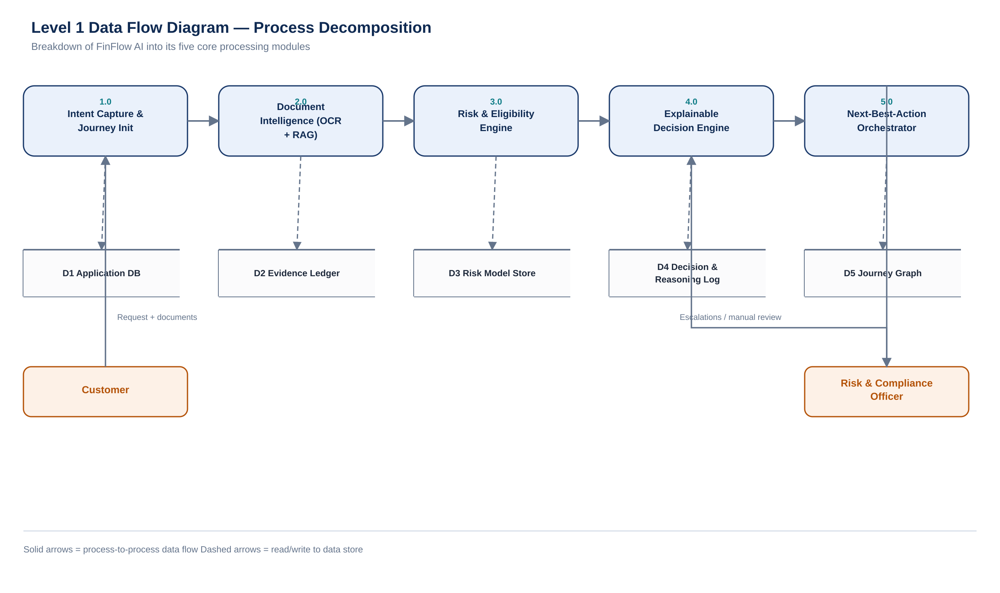 Level 1 Data Flow Diagram — Process Decomposition
Breakdown of FinFlow AI into its five core processing modules
1.0
Intent Capture &
Journey Init
2.0
Document
Intelligence (OCR
+ RAG)
3.0
Risk & Eligibility
Engine
4.0
Explainable
Decision Engine
5.0
Next-Best-Action
Orchestrator
D1 Application DB
D2 Evidence Ledger
D3 Risk Model Store
D4 Decision &
Reasoning Log
D5 Journey Graph
Request + documents
Escalations / manual review
Customer
Risk & Compliance
Officer
Solid arrows = process-to-process data flow Dashed arrows = read/write to data store